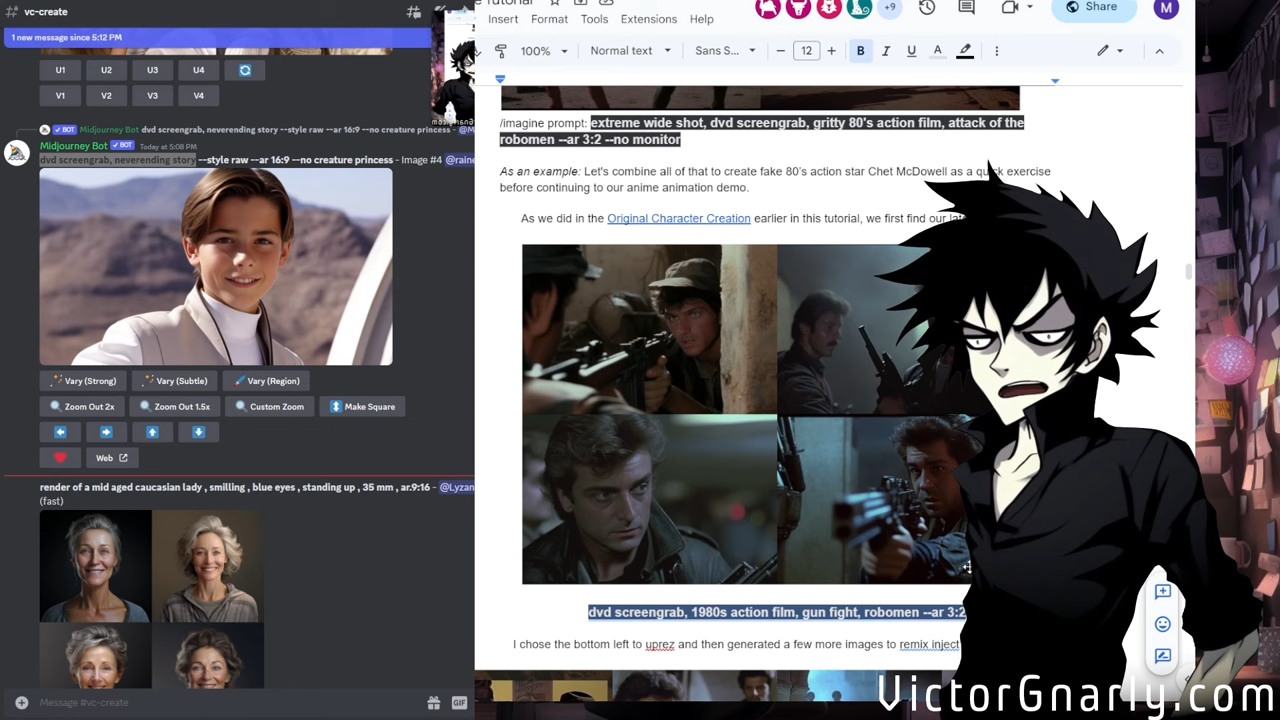 vc-create
1 new message since 5:12 PM
U1 U2 U3 U4
V1 V2 V3 V4
BOT Midjourney Bot dvd screengrab, neverending story --style raw --ar 16:9 --no creature princess - @M
Midjourney Bot BOT Today at 5:08 PM
dvd screengrab, neverending story --style raw --ar 16:9 --no creature princess - Image #4 @raine
Vary (Strong) Vary (Subtle) Vary (Region)
Zoom Out 2x Zoom Out 1.5x Custom Zoom Make Square
Web
render of a mid aged caucasian lady , smilling , blue eyes , standing up , 35 mm , ar.9:16 - @Lyzan
(fast)
Message #vc-create
GIF
Insert Format Tools Extensions Help
+9
Share
M
100% Normal text Sans S... 12 B I U A
/imagine prompt: extreme wide shot, dvd screengrab, gritty 80's action film, attack of the
robomen --ar 3:2 --no monitor
As an example: Let's combine all of that to create fake 80's action star Chet McDowell as a quick exercise
before continuing to our anime animation demo.
As we did in the Original Character Creation earlier in this tutorial, we first find our
dvd screengrab, 1980s action film, gun fight, robomen --ar 3:2
I chose the bottom left to uprez and then generated a few more images to remix inject
VictorGnarly.com